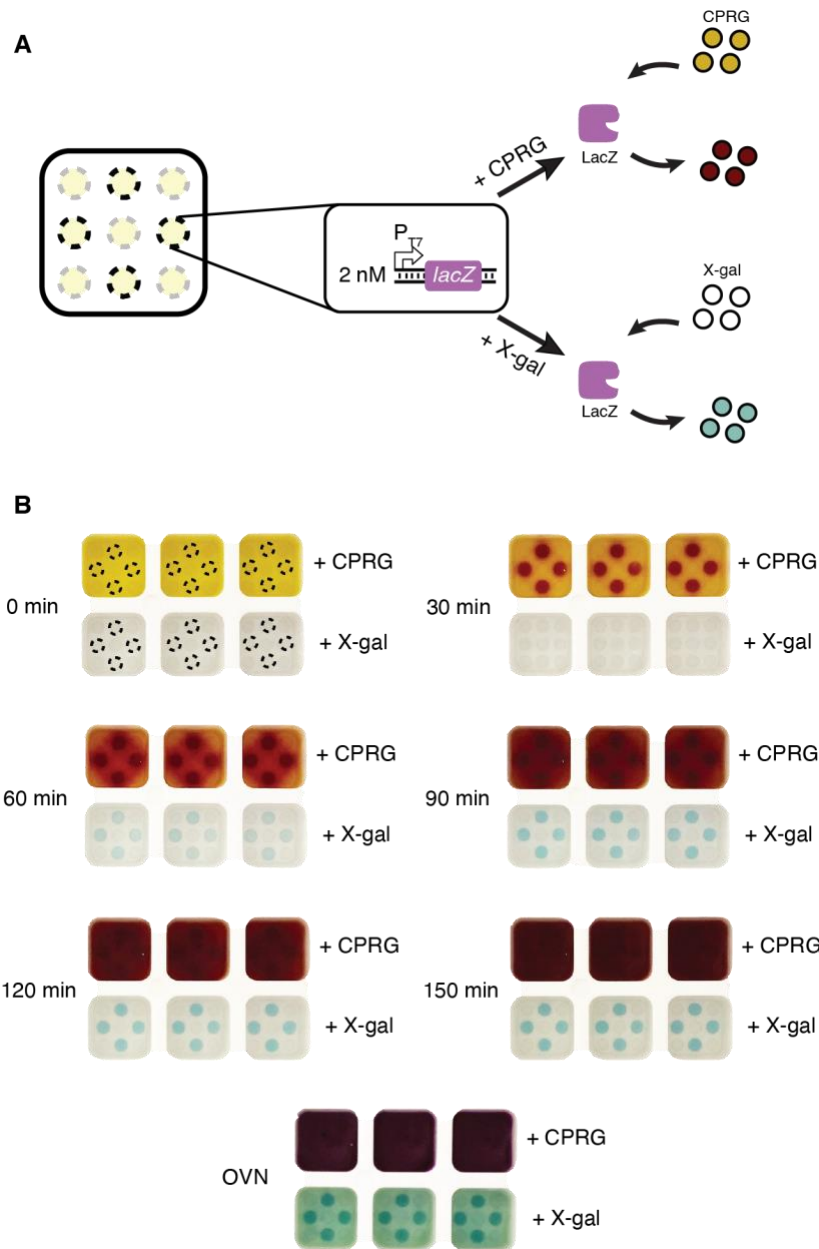 A
CPRG
+ CPRG
LacZ
P
T7
2 nM
lacZ
X-gal
+ X-gal
LacZ
B
0 min
+ CPRG
+ X-gal
30 min
+ CPRG
+ X-gal
60 min
+ CPRG
+ X-gal
90 min
+ CPRG
+ X-gal
120 min
+ CPRG
+ X-gal
150 min
+ CPRG
+ X-gal
OVN
+ CPRG
+ X-gal